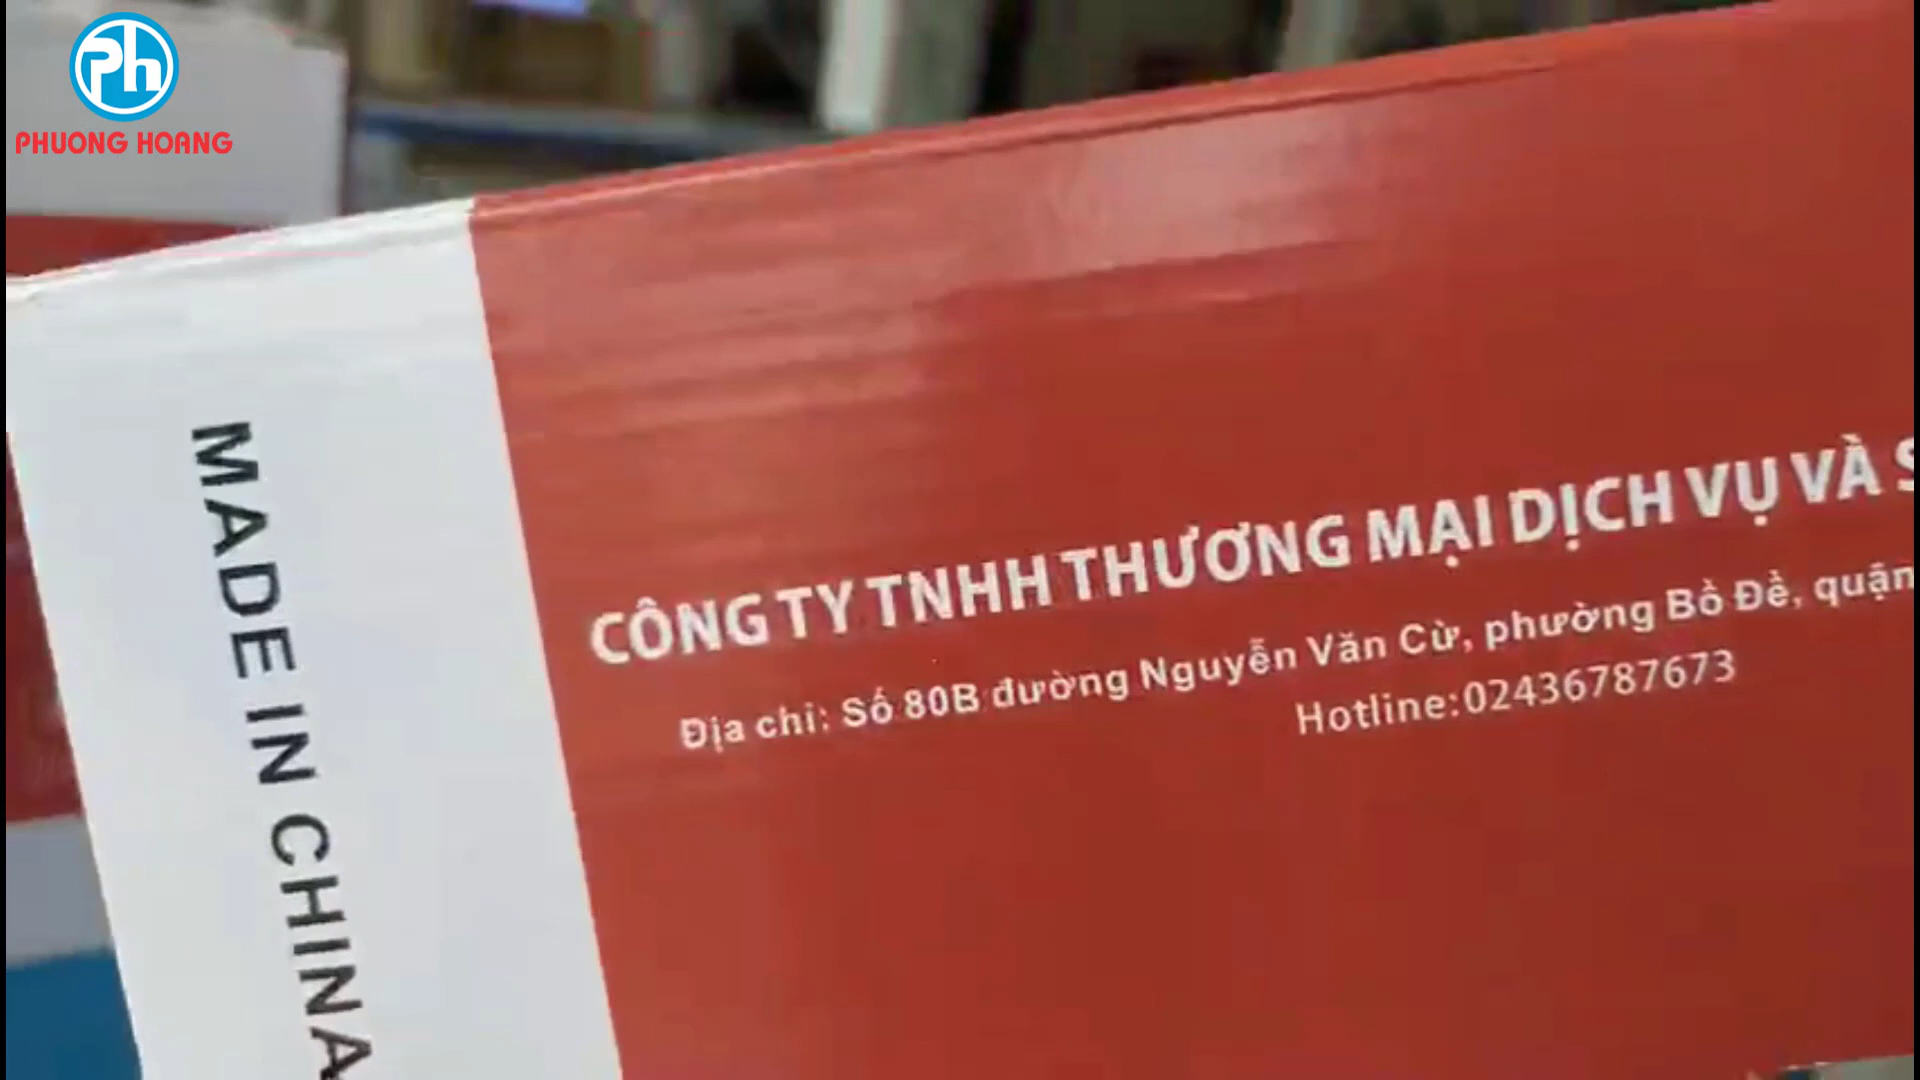 Ph
PHUONG HOANG
MADE IN CHINA
CÔNG TY TNHH THƯƠNG MẠI DỊCH VỤ VÀ
Địa chỉ: Số 80B đường Nguyễn Văn Cừ, phường Bồ Đề, quận
Hotline:02436787673